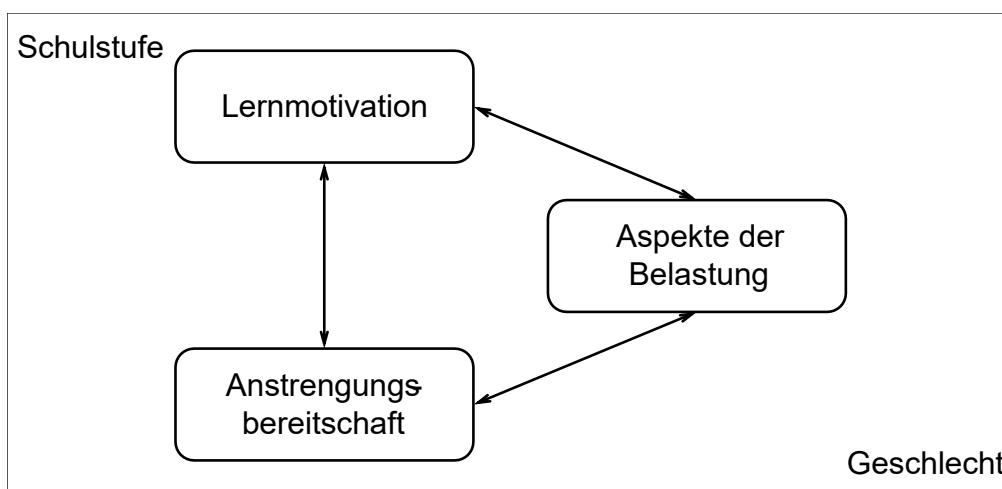 Schulstufe
Lernmotivation
Aspekte der
Belastung
Anstrengungs-
bereitschaft
Geschlecht